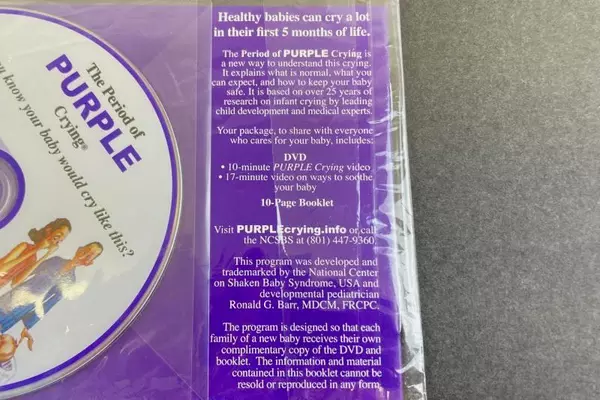 The Period of
PURPLE
Crying®
know your baby would cry like this?
Healthy babies can cry a lot
in their first 5 months of life.
The Period of PURPLE Crying is
a new way to understand this crying.
It explains what is normal, what you
can expect, and how to keep your baby
safe. It is based on over 25 years of
research on infant crying by leading
child development and medical experts.
Your package, to share with everyone
who cares for your baby, includes:
DVD
• 10-minute PURPLE Crying video
• 17-minute video on ways to soothe
your baby
10-Page Booklet
Visit PURPLEcrying.info or call
the NCSBS at (801) 447-9360.
This program was developed and
trademarked by the National Center
on Shaken Baby Syndrome, USA and
developmental pediatrician
Ronald G. Barr, MDCM, FRCPC.
The program is designed so that each
family of a new baby receives their own
complimentary copy of the DVD and
booklet. The information and material
contained in this booklet cannot be
resold or reproduced in any form.